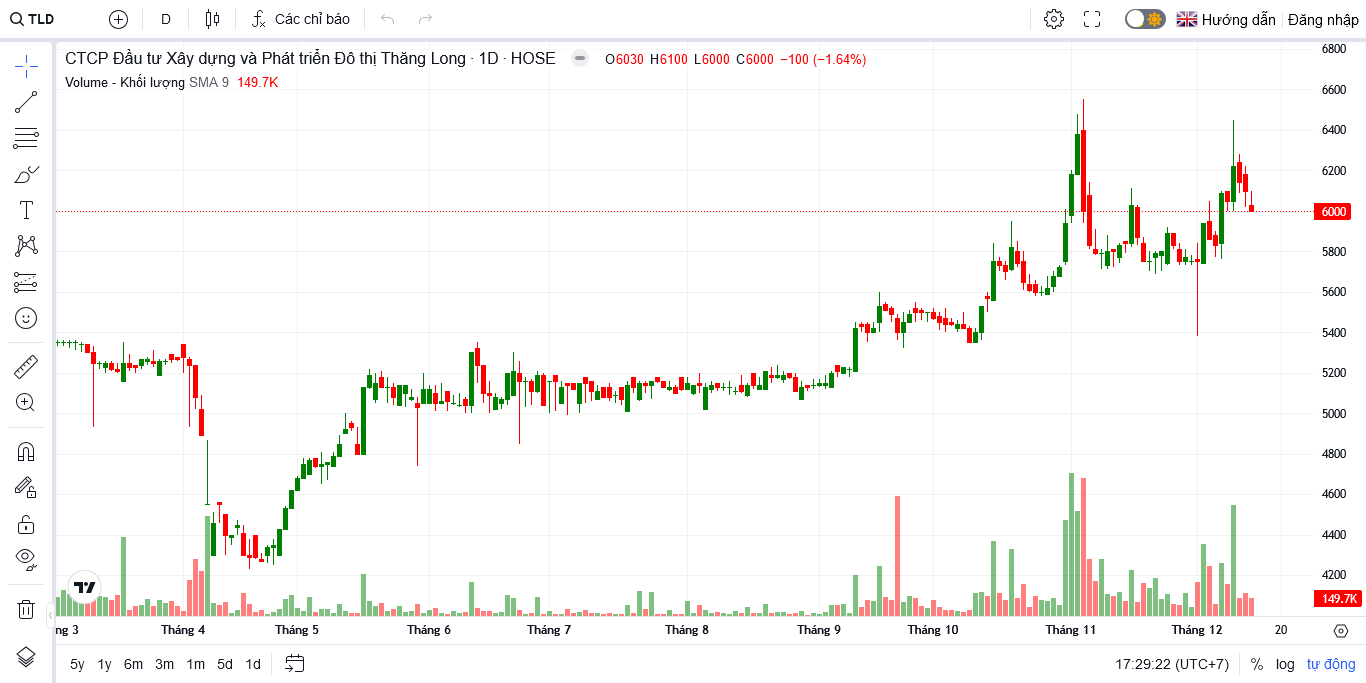 TLD D Các chỉ báo Hướng dẫn Đăng nhập
CTCP Đầu tư Xây dựng và Phát triển Đô thị Thăng Long · 1D · HOSE O6030 H6100 L6000 C6000 −100 (−1.64%)
Volume - Khối lượng SMA 9 149.7K
6800
6600
6400
6200
6000
5800
5600
5400
5200
5000
4800
4600
4400
4200
149.7K
ng 3 Tháng 4 Tháng 5 Tháng 6 Tháng 7 Tháng 8 Tháng 9 Tháng 10 Tháng 11 Tháng 12 20
5y 1y 6m 3m 1m 5d 1d 17:29:22 (UTC+7) % log tự động